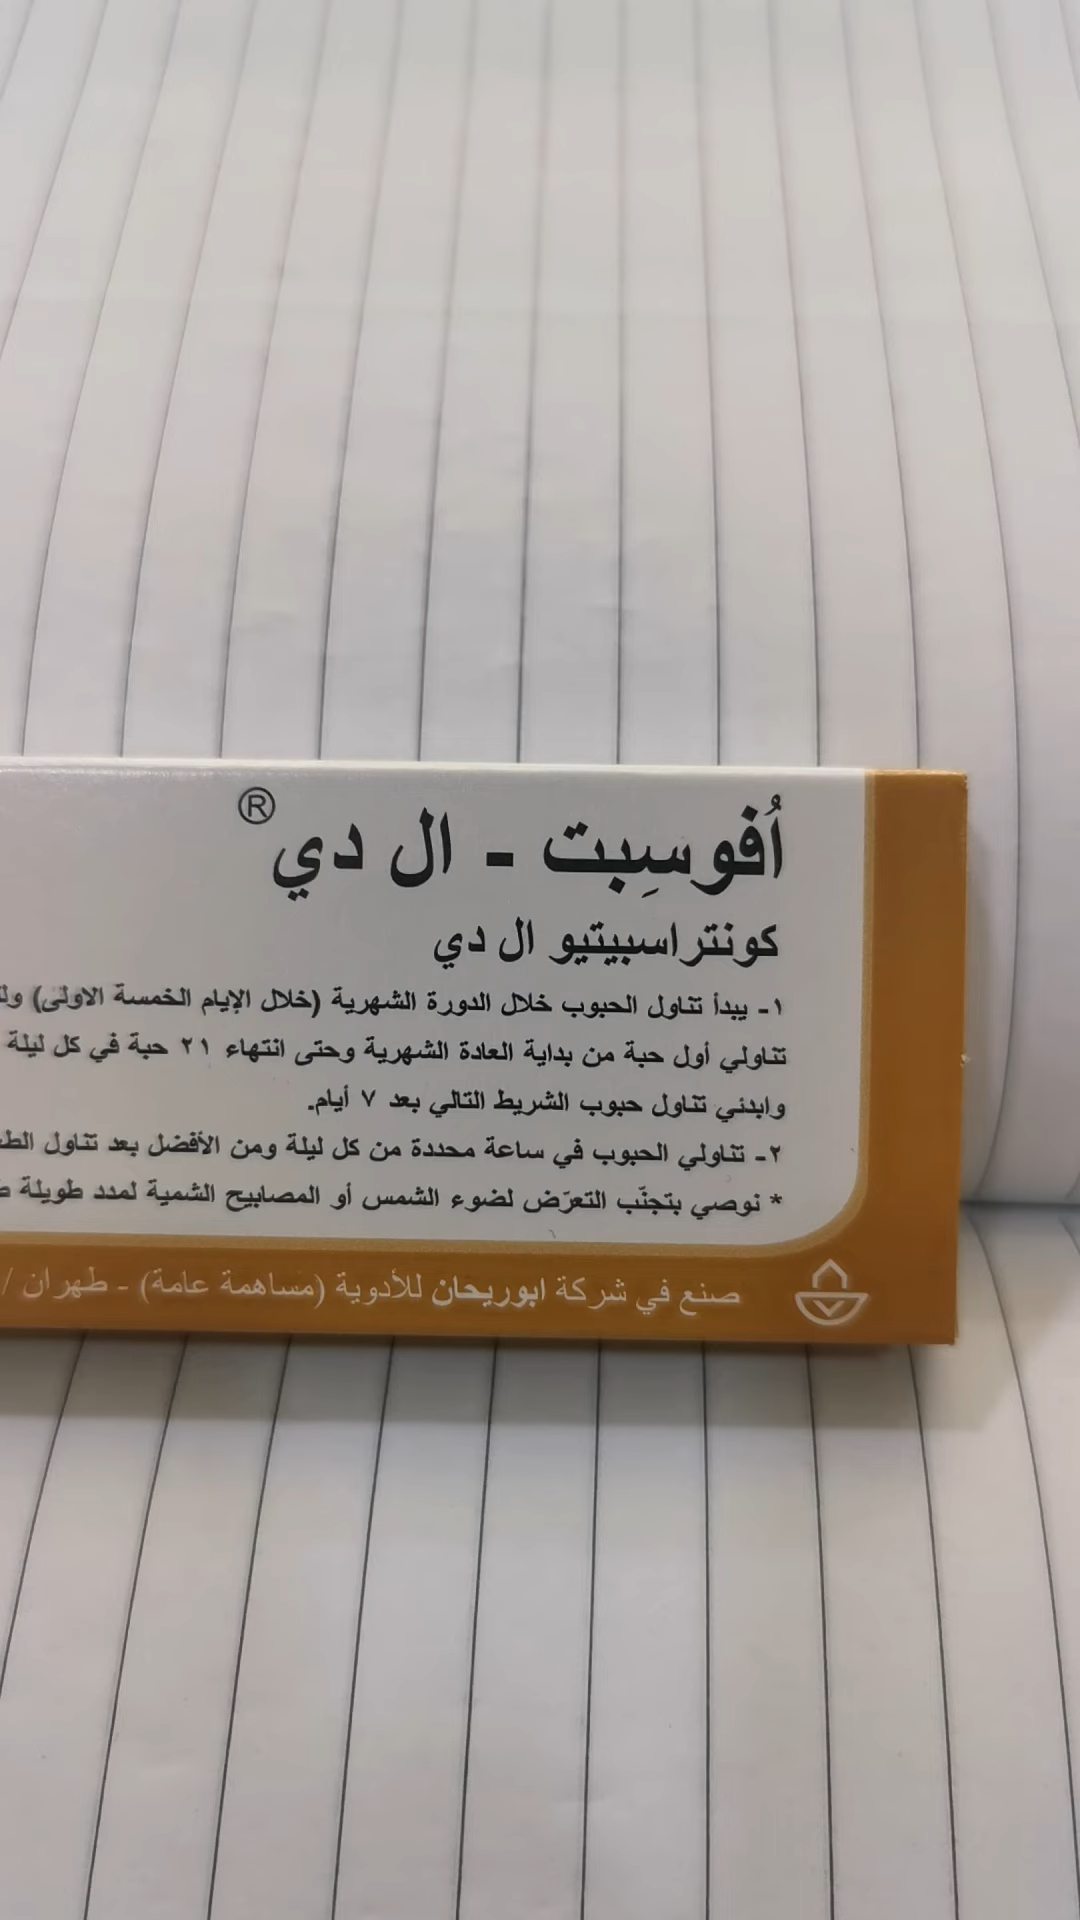 أُفوسِبت - ال دي®
كونتراسبيتيو ال دي
١- يبدأ تناول الحبوب خلال الدورة الشهرية (خلال الإيام الخمسة الاولى)
تناولي أول حبة من بداية العادة الشهرية وحتى انتهاء ٢١ حبة في كل ليلة
وابدئي تناول حبوب الشريط التالي بعد ٧ أيام.
٢- تناولي الحبوب في ساعة محددة من كل ليلة ومن الأفضل بعد تناول
* نوصي بتجنّب التعرّض لضوء الشمس أو المصابيح الشمية لمدد طويلة
صنع في شركة ابوريحان للأدوية (مساهمة عامة) - طهران /